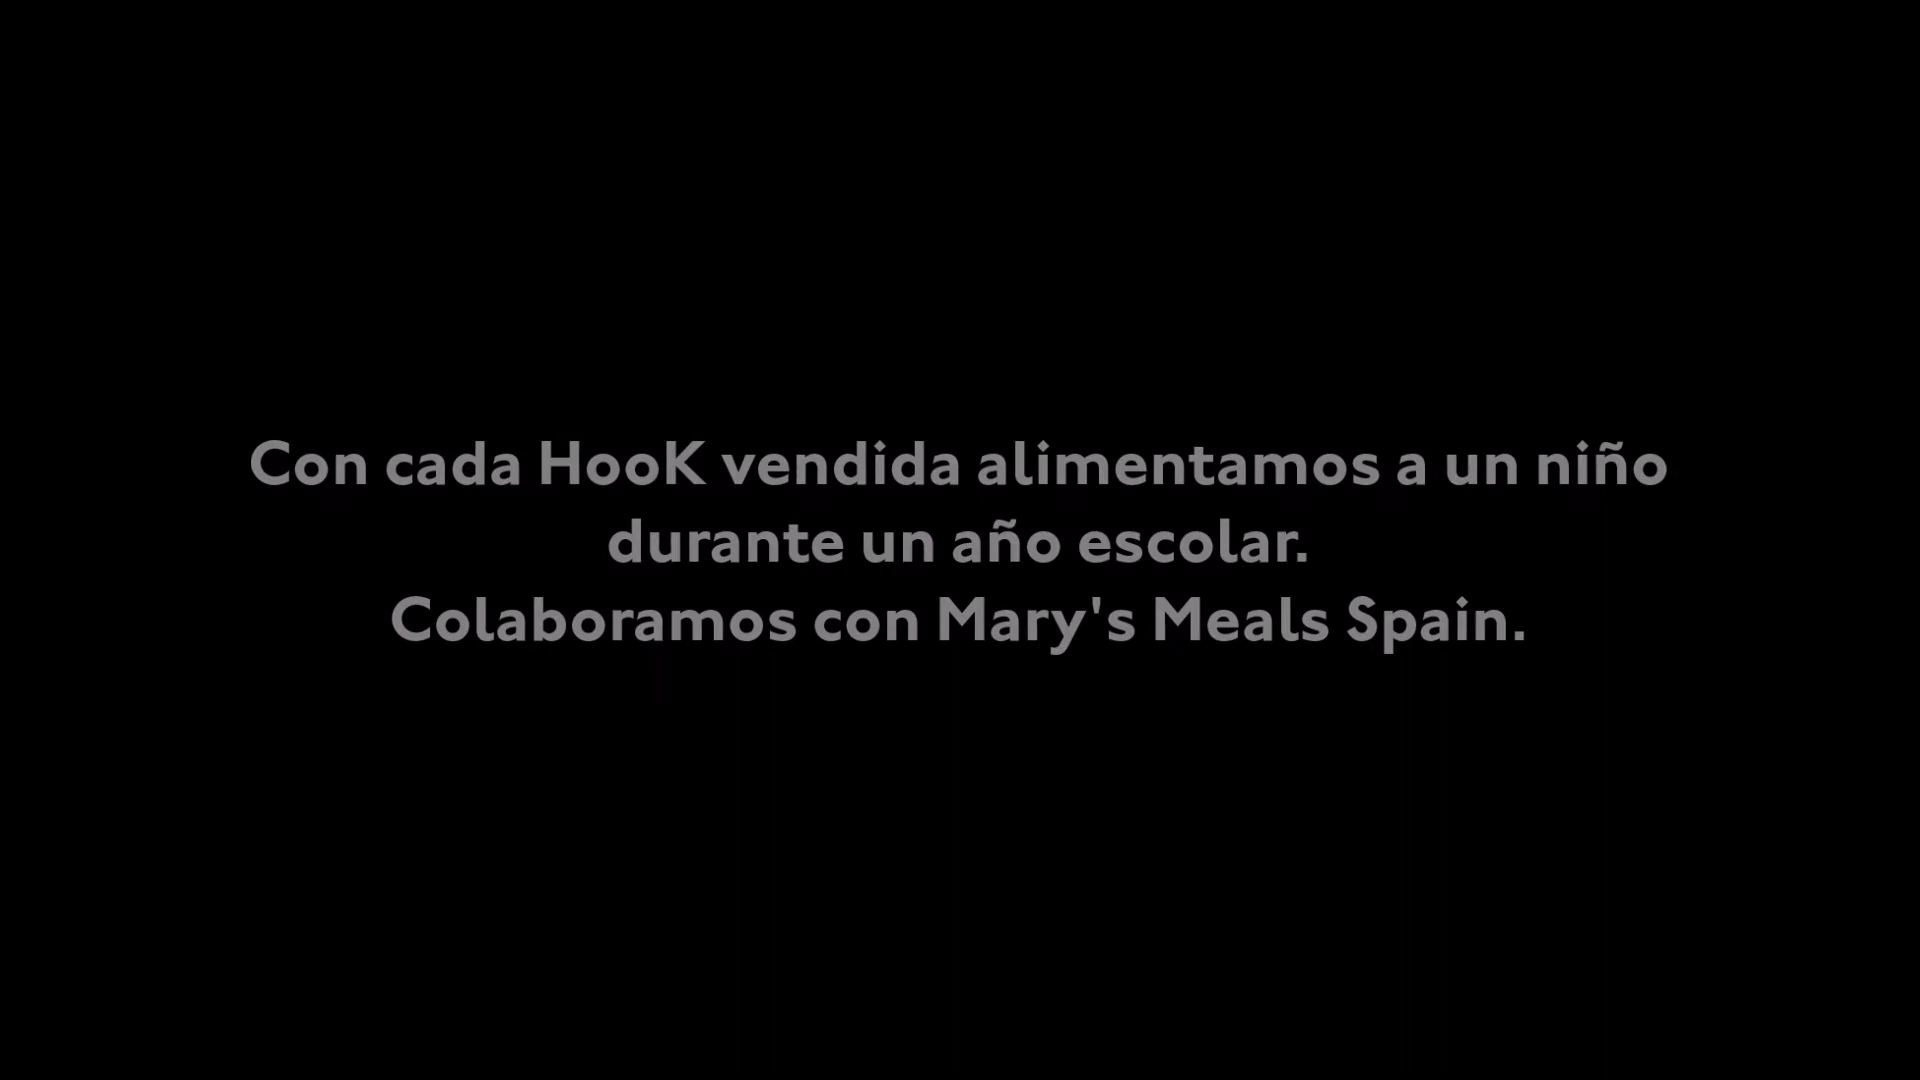 Con cada HooK vendida alimentamos a un niño
durante un año escolar.
Colaboramos con Mary's Meals Spain.